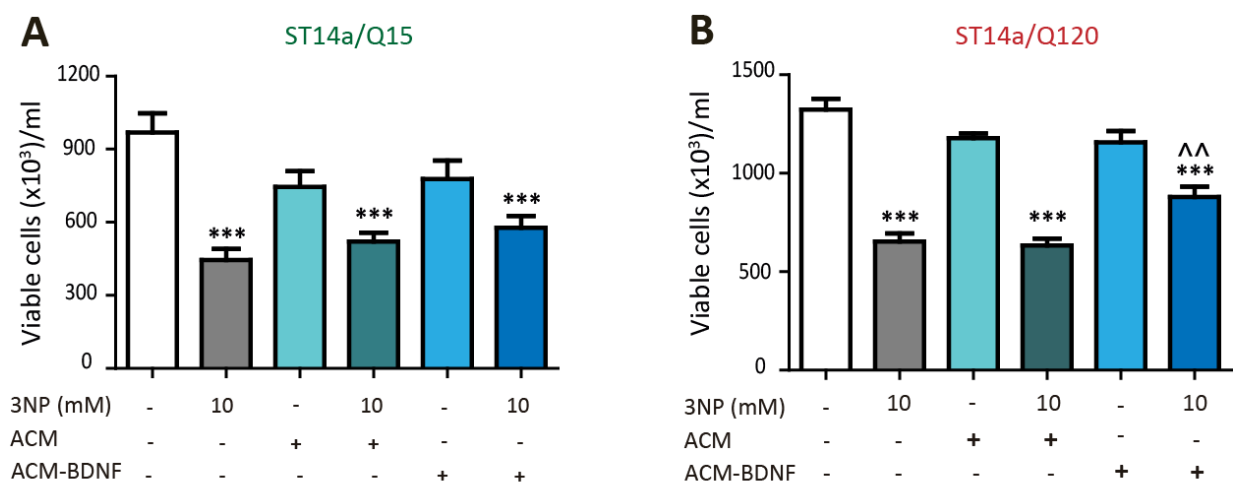 A
ST14a/Q15
Viable cells (x10³)/ml
1200
900
600
300
0
***
***
***
3NP (mM) - 10 - 10 - 10
ACM - - + + - -
ACM-BDNF - - - - + +
B
ST14a/Q120
Viable cells (x10³)/ml
1500
1000
500
0
***
***
^^
***
3NP (mM) - 10 - 10 - 10
ACM - - + + - -
ACM-BDNF - - - - + +